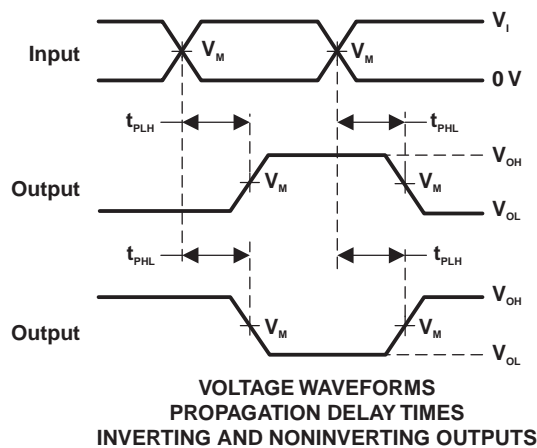 V_I
Input V_M V_M
0 V
t_PLH t_PHL
V_OH
Output V_M V_M
V_OL
t_PHL t_PLH
V_OH
Output V_M V_M
V_OL
VOLTAGE WAVEFORMS
PROPAGATION DELAY TIMES
INVERTING AND NONINVERTING OUTPUTS